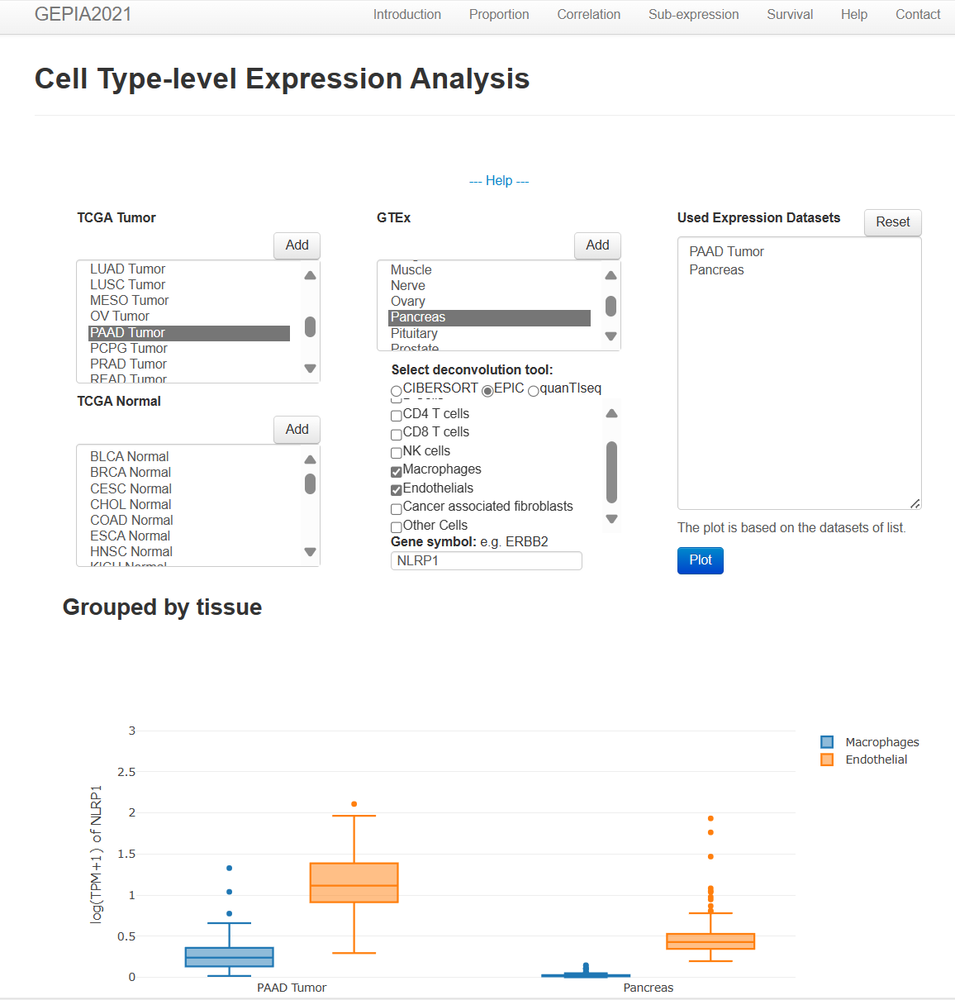 GEPIA2021 Introduction Proportion Correlation Sub-expression Survival Help Contact
Cell Type-level Expression Analysis
--- Help ---
TCGA Tumor
Add
LUAD Tumor
LUSC Tumor
MESO Tumor
OV Tumor
PAAD Tumor
PCPG Tumor
PRAD Tumor
READ Tumor
TCGA Normal
Add
BLCA Normal
BRCA Normal
CESC Normal
CHOL Normal
COAD Normal
ESCA Normal
HNSC Normal
KICH Normal
GTEx
Add
Muscle
Nerve
Ovary
Pancreas
Pituitary
Prostate
Select deconvolution tool:
CIBERSORT EPIC quanTIseq
CD4 T cells
CD8 T cells
NK cells
Macrophages
Endothelials
Cancer associated fibroblasts
Other Cells
Gene symbol: e.g. ERBB2
NLRP1
Used Expression Datasets
Reset
PAAD Tumor
Pancreas
The plot is based on the datasets of list.
Plot
Grouped by tissue
log(TPM+1) of NLRP1
3
2.5
2
1.5
1
0.5
0
PAAD Tumor Pancreas
Macrophages
Endothelial